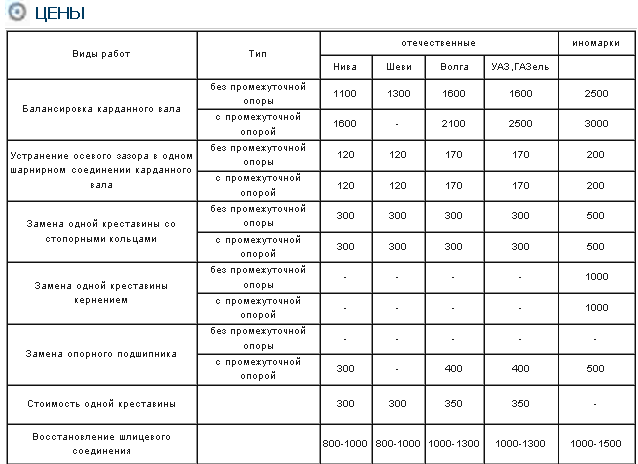 ЦЕНЫ
Виды работ Тип отечественные иномарки
Нива Шеви Волга УАЗ,ГАЗель
Балансировка карданного вала
без промежуточной опоры 1100 1300 1600 1600 2500
с промежуточной опорой 1600 - 2100 2500 3000
Устранение осевого зазора в одном шарнирном соединении карданного вала
без промежуточной опоры 120 120 170 170 200
с промежуточной опорой 120 120 170 170 200
Замена одной креставины со стопорными кольцами
без промежуточной опоры 300 300 300 300 500
с промежуточной опорой 300 300 300 300 500
Замена одной креставины кернением
без промежуточной опоры - - - - 1000
с промежуточной опорой - - - - 1000
Замена опорного подшипника
без промежуточной опоры - - - - -
с промежуточной опорой 300 - 400 400 500
Стоимость одной креставины 300 300 350 350 -
Восстановление шлицевого соединения 800-1000 800-1000 1000-1300 1000-1300 1000-1500